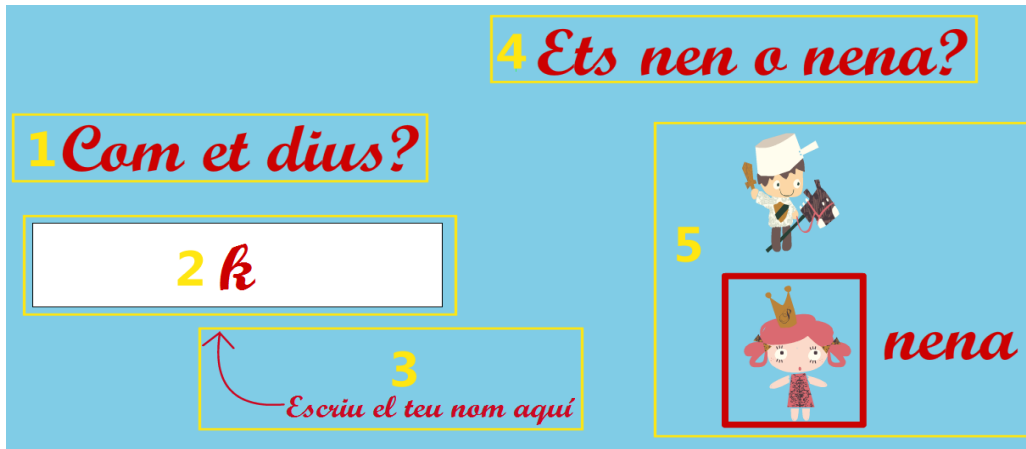 4 Ets nen o nena?
1 Com et dius?
2 k
3
Escriu el teu nom aquí
5
S
nena